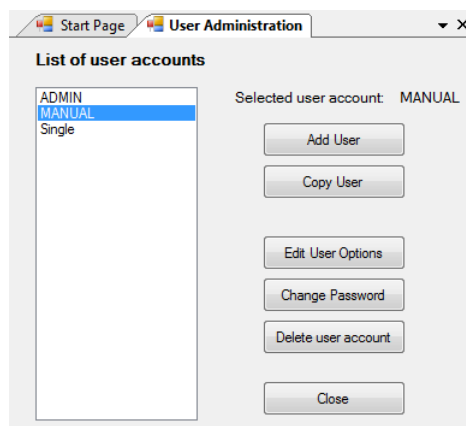 Start Page User Administration
List of user accounts
ADMIN
MANUAL
Single
Selected user account: MANUAL
Add User
Copy User
Edit User Options
Change Password
Delete user account
Close